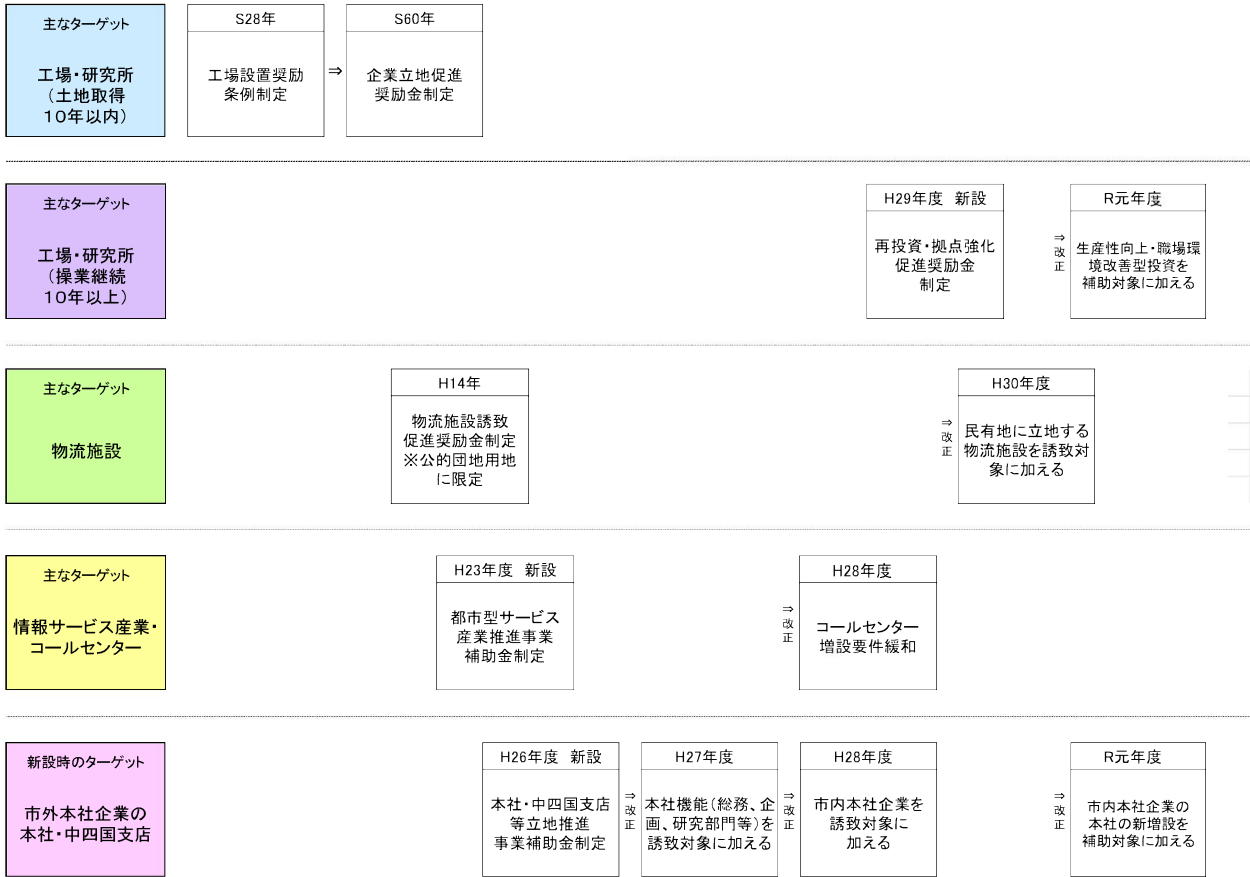 主なターゲット
工場・研究所
（土地取得
１０年以内）
S28年
工場設置奨励
条例制定
⇒
S60年
企業立地促進
奨励金制定
主なターゲット
工場・研究所
（操業継続
１０年以上）
H29年度　新設
再投資・拠点強化
促進奨励金
制定
⇒改正
R元年度
生産性向上・職場環
境改善型投資を
補助対象に加える
主なターゲット
物流施設
H14年
物流施設誘致
促進奨励金制定
※公的団地用地
に限定
⇒改正
H30年度
民有地に立地する
物流施設を誘致対
象に加える
主なターゲット
情報サービス産業・
コールセンター
H23年度　新設
都市型サービス
産業推進事業
補助金制定
⇒改正
H28年度
コールセンター
増設要件緩和
新設時のターゲット
市外本社企業の
本社・中四国支店
H26年度　新設
本社・中四国支店
等立地推進
事業補助金制定
⇒改正
H27年度
本社機能（総務、企
画、研究部門等）を
誘致対象に加える
⇒改正
H28年度
市内本社企業を
誘致対象に
加える
⇒改正
R元年度
市内本社企業の
本社の新増設を
補助対象に加える